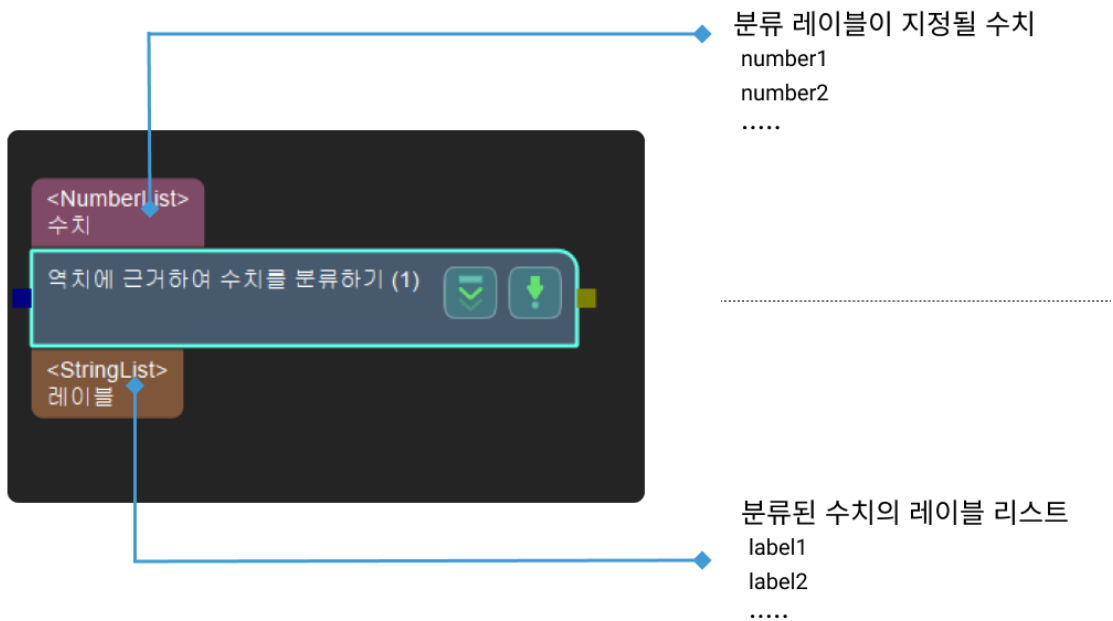 분류 레이블이 지정될 수치
number1
number2
.....
<NumberList>
수치
역치에 근거하여 수치를 분류하기 (1)
<StringList>
레이블
분류된 수치의 레이블 리스트
label1
label2
.....